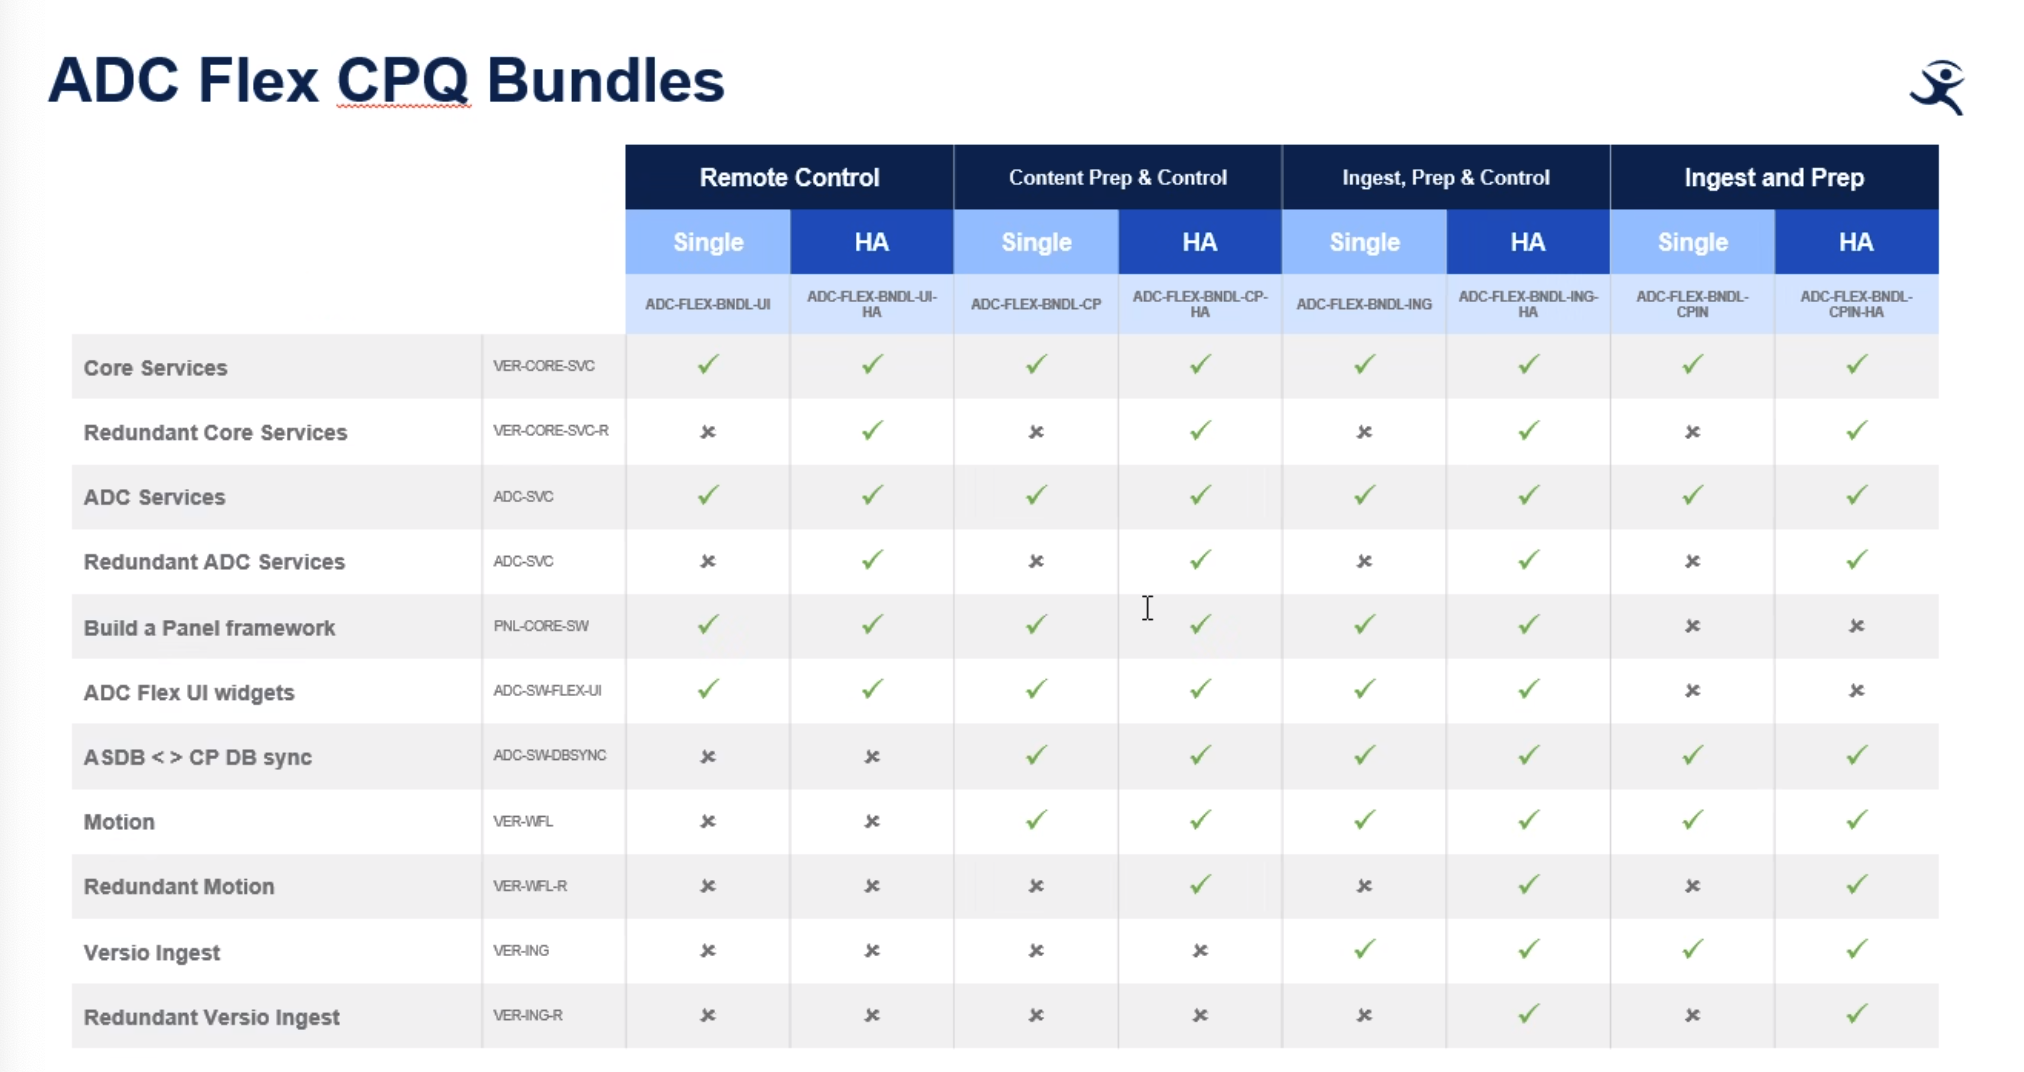 ADC Flex CPQ Bundles
Remote Control Content Prep & Control Ingest, Prep & Control Ingest and Prep
Single HA Single HA Single HA Single HA
ADC-FLEX-BNDL-UI ADC-FLEX-BNDL-UI-HA ADC-FLEX-BNDL-CP ADC-FLEX-BNDL-CP-HA ADC-FLEX-BNDL-ING ADC-FLEX-BNDL-ING-HA ADC-FLEX-BNDL-CPIN ADC-FLEX-BNDL-CPIN-HA
Core Services VER-CORE-SVC ✓ ✓ ✓ ✓ ✓ ✓ ✓ ✓
Redundant Core Services VER-CORE-SVC-R × ✓ × ✓ × ✓ × ✓
ADC Services ADC-SVC ✓ ✓ ✓ ✓ ✓ ✓ ✓ ✓
Redundant ADC Services ADC-SVC × ✓ × ✓ × ✓ × ✓
Build a Panel framework PNL-CORE-SW ✓ ✓ ✓ ✓ ✓ ✓ × ×
ADC Flex UI widgets ADC-SW-FLEX-UI ✓ ✓ ✓ ✓ ✓ ✓ × ×
ASDB < > CP DB sync ADC-SW-DBSYNC × × ✓ ✓ ✓ ✓ ✓ ✓
Motion VER-WFL × × ✓ ✓ ✓ ✓ ✓ ✓
Redundant Motion VER-WFL-R × × × ✓ × ✓ × ✓
Versio Ingest VER-ING × × × × ✓ ✓ ✓ ✓
Redundant Versio Ingest VER-ING-R × × × × × ✓ × ✓